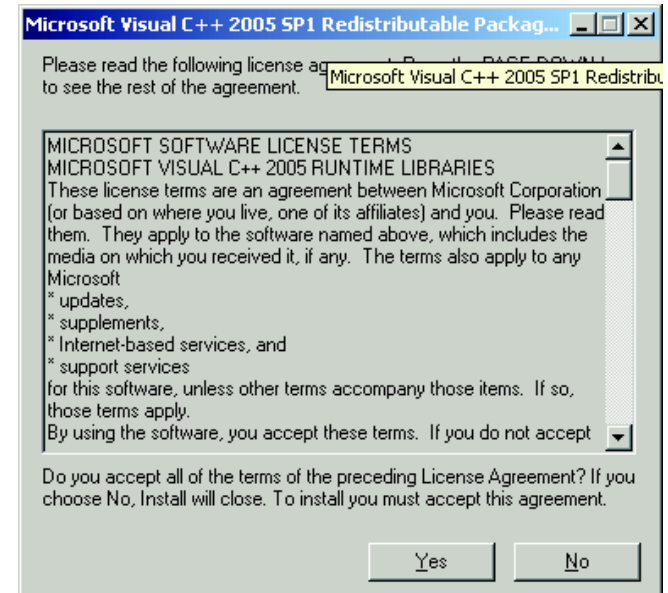 Microsoft Visual C++ 2005 SP1 Redistributable Packag...
Please read the following license
Microsoft Visual C++ 2005 SP1 Redistribu
to see the rest of the agreement.
MICROSOFT SOFTWARE LICENSE TERMS
MICROSOFT VISUAL C++ 2005 RUNTIME LIBRARIES
These license terms are an agreement between Microsoft Corporation
(or based on where you live, one of its affiliates) and you.  Please read
them.  They apply to the software named above, which includes the
media on which you received it, if any.  The terms also apply to any
Microsoft
* updates,
* supplements,
* Internet-based services, and
* support services
for this software, unless other terms accompany those items.  If so,
those terms apply.
By using the software, you accept these terms.  If you do not accept
Do you accept all of the terms of the preceding License Agreement? If you
choose No, Install will close. To install you must accept this agreement.
Yes
No